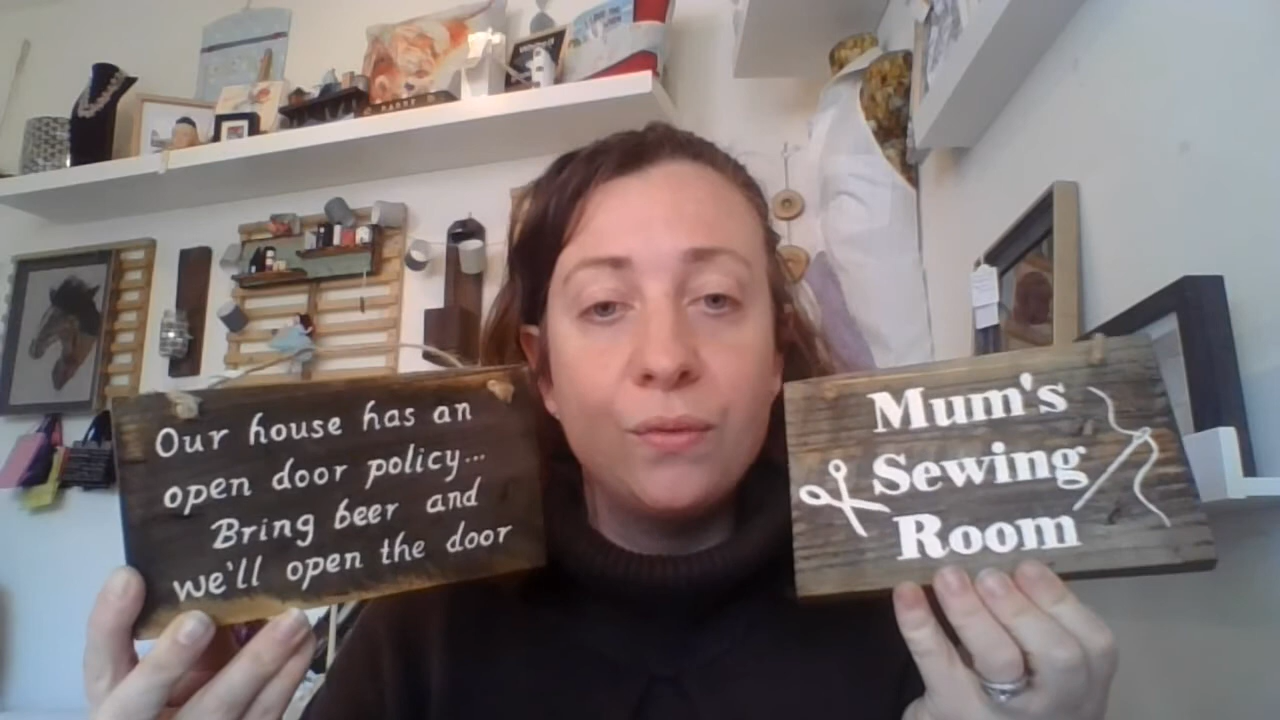 Our house has an
open door policy...
Bring beer and
we'll open the door
Mum's
Sewing
Room